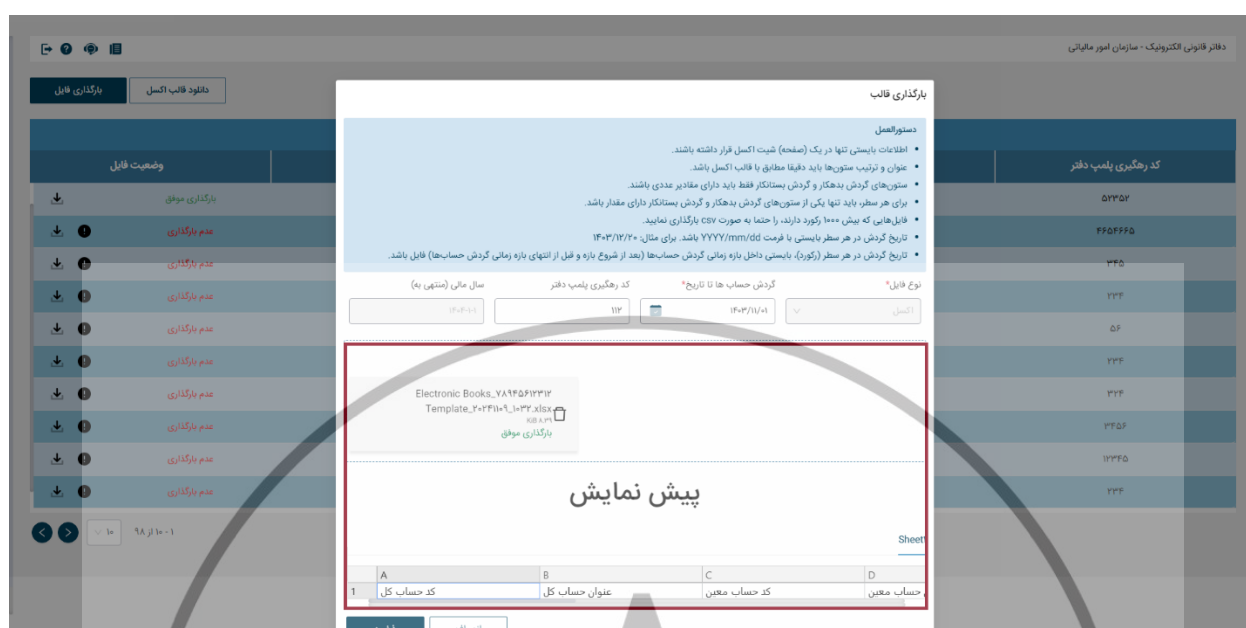 دفاتر قانونی الکترونیک - سازمان امور مالیاتی
دانلود قالب اکسل
بارگذاری فایل
کد رهگیری پلمپ دفتر
وضعیت فایل
۵۲۳۵۲
بارگذاری موفق
۴۶۵۴۶۶۵
عدم بارگذاری
۳۴۵
عدم بارگذاری
۲۳۴
عدم بارگذاری
۵۶
عدم بارگذاری
۲۳۴
عدم بارگذاری
۳۲۴
عدم بارگذاری
۳۴۵۶
عدم بارگذاری
۱۲۳۴۵
عدم بارگذاری
۲۳۴
عدم بارگذاری
۱ - ۱۰ از ۹۸
۱۰
بارگذاری قالب
دستورالعمل
اطلاعات بایستی تنها در یک (صفحه) شیت اکسل قرار داشته باشند.
عنوان و ترتیب ستون‌ها باید دقیقا مطابق با قالب اکسل باشد.
ستون‌های گردش بدهکار و گردش بستانکار فقط باید دارای مقادیر عددی باشند.
برای هر سطر، باید تنها یکی از ستون‌های گردش بدهکار و گردش بستانکار دارای مقدار باشد.
فایل‌هایی که بیش ۱۰۰۰ رکورد دارند، را حتما به صورت csv بارگذاری نمایید.
تاریخ گردش در هر سطر بایستی با فرمت YYYY/mm/dd باشد. برای مثال: ۱۴۰۳/۱۲/۲۰
تاریخ گردش در هر سطر (رکورد)، بایستی داخل بازه زمانی گردش حساب‌ها (بعد از شروع بازه و قبل از انتهای بازه زمانی گردش حساب‌ها) فایل باشد.
نوع فایل*
گردش حساب ها تا تاریخ*
کد رهگیری پلمپ دفتر
سال مالی (منتهی به)
اکسل
۱۴۰۳/۱۱/۰۱
۱۱۲
Electronic Books_۷۸۹۴۵۶۱۲۳۱۲
Template_۲۰۲۴۱۱۰۹_۱۰۳۲.xlsx
۸.۳۹ KiB
بارگذاری موفق
پیش نمایش
A B C D
1 کد حساب کل عنوان حساب کل کد حساب معین حساب معین